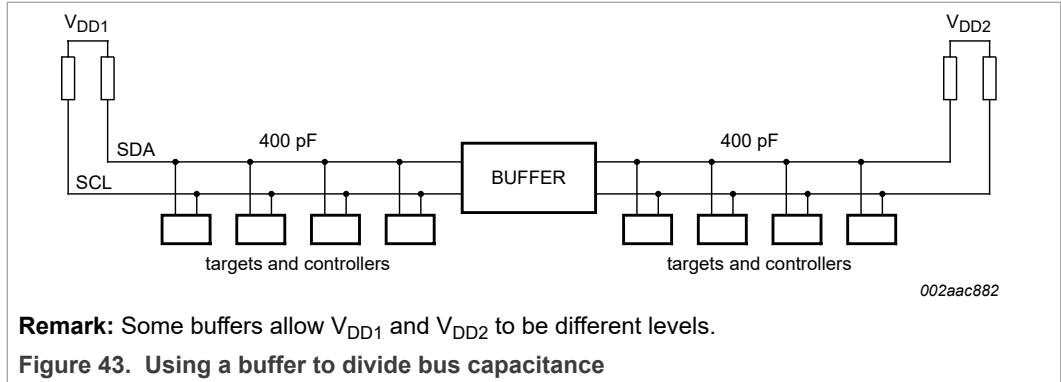 VDD1
VDD2
SDA
400 pF
400 pF
SCL
BUFFER
targets and controllers
targets and controllers
002aac882
Remark: Some buffers allow VDD1 and VDD2 to be different levels.
Figure 43. Using a buffer to divide bus capacitance